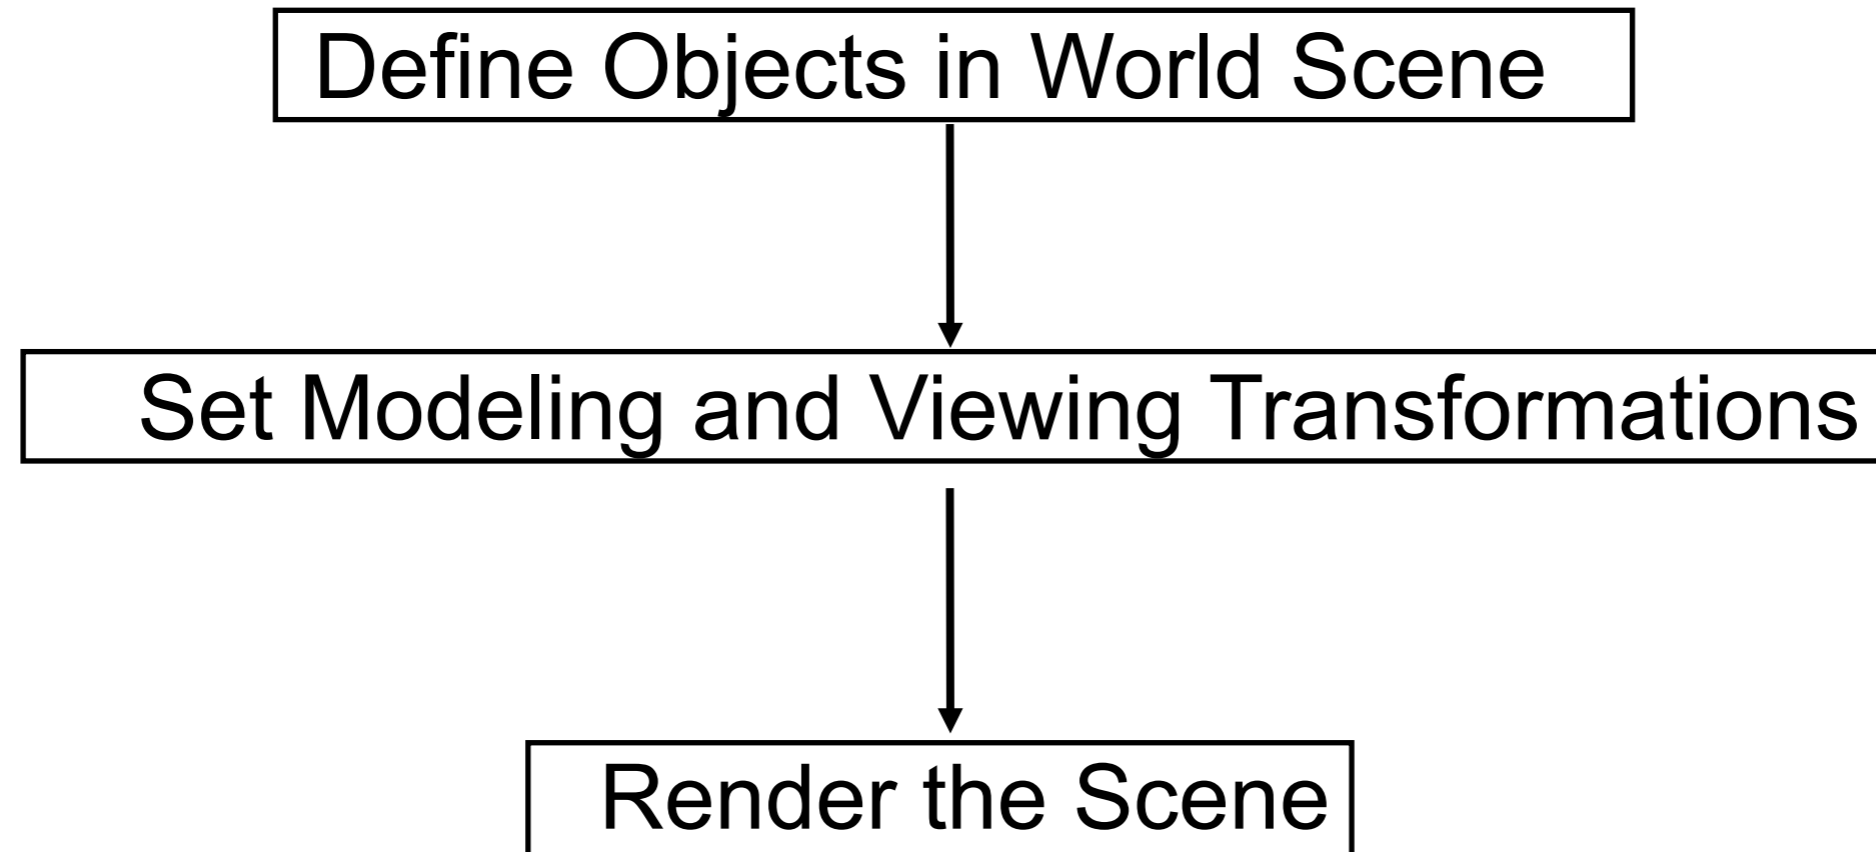 Define Objects in World Scene
Set Modeling and Viewing Transformations
Render the Scene